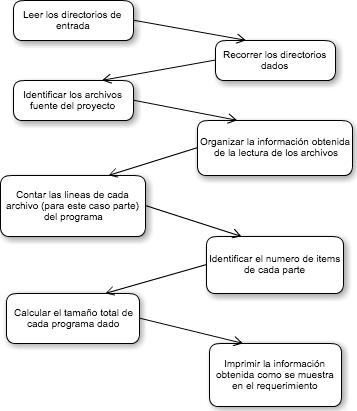 Leer los directorios de
entrada
Recorrer los directorios
dados
Identificar los archivos
fuente del proyecto
Organizar la información obtenida
de la lectura de los archivos
Contar las lineas de cada
archivo (para este caso parte)
del programa
Identificar el numero de items
de cada parte
Calcular el tamaño total de
cada programa dado
Imprimir la información
obtenida como se muestra
en el requerimiento